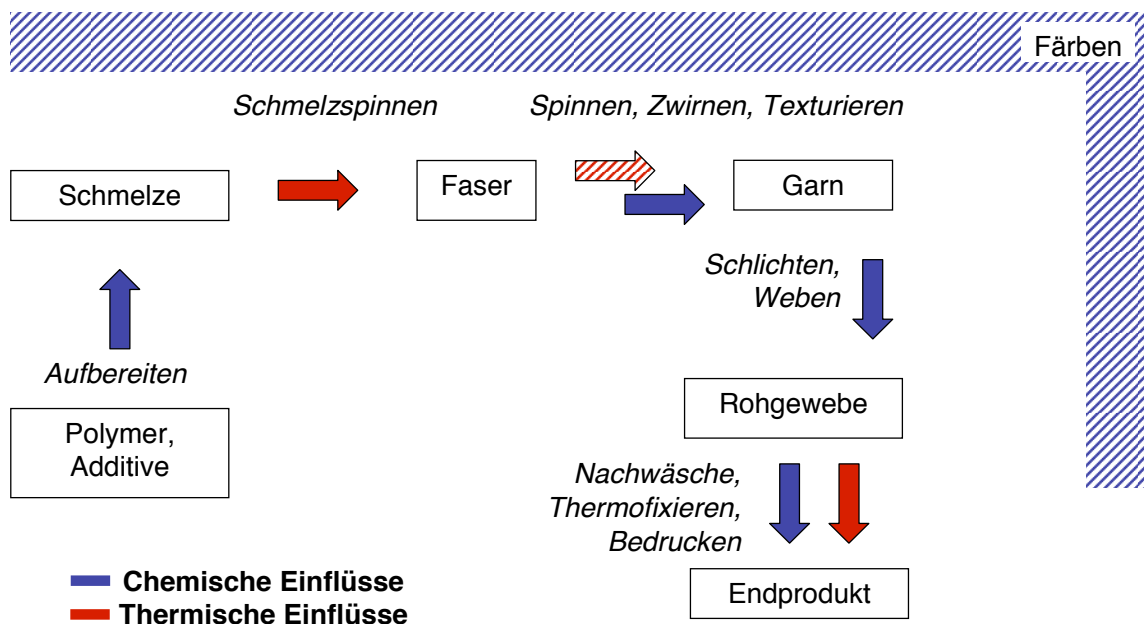 Färben
Schmelzspinnen
Spinnen, Zwirnen, Texturieren
Schmelze
Faser
Garn
Schlichten,
Weben
Aufbereiten
Polymer,
Additive
Rohgewebe
Nachwäsche,
Thermofixieren,
Bedrucken
Endprodukt
Chemische Einflüsse
Thermische Einflüsse